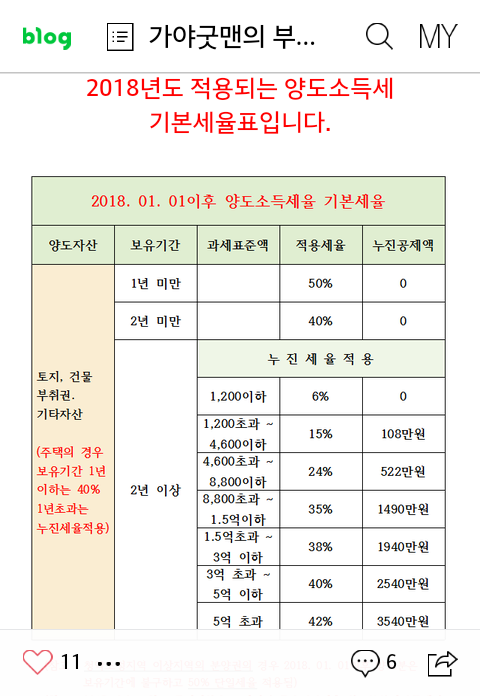 blog 가야굿맨의 부... MY
2018년도 적용되는 양도소득세
기본세율표입니다.
2018. 01. 01이후 양도소득세율 기본세율
양도자산 보유기간 과세표준액 적용세율 누진공제액
1년 미만 50% 0
2년 미만 40% 0
토지, 건물
부취권.
기타자산
(주택의 경우
보유기간 1년
이하는 40%
1년초과는
누진세율적용)
2년 이상
누 진 세 율 적 용
1,200이하 6% 0
1,200초과 ~
4,600이하 15% 108만원
4,600초과 ~
8,800이하 24% 522만원
8,800초과 ~
1.5억이하 35% 1490만원
1.5억초과 ~
3억 이하 38% 1940만원
3억 초과 ~
5억 이하 40% 2540만원
5억 초과 42% 3540만원
11 6